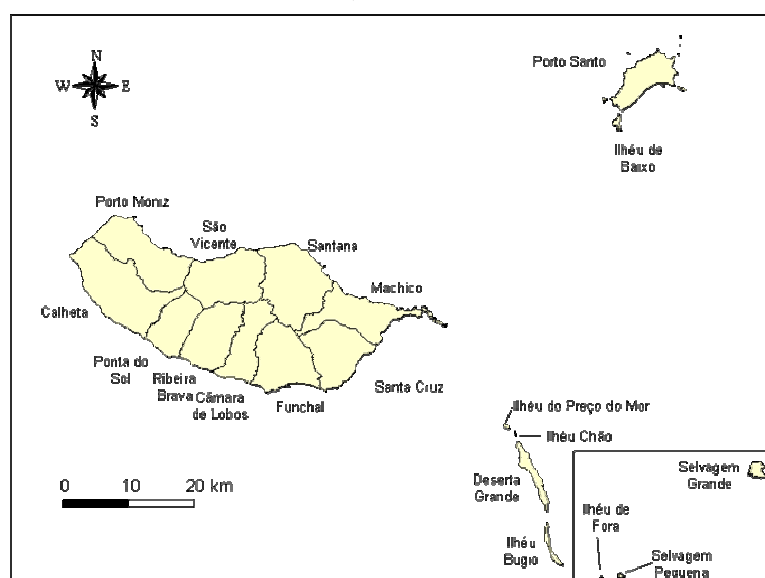 N
W E
S
Porto Santo
Ilhéu de
Baixo
Porto Moniz
São
Vicente
Santana
Machico
Calheta
Ponta do
Sol
Ribeira
Brava
Câmara
de Lobos
Funchal
Santa Cruz
Ilhéu do Preço do Mor
Ilhéu Chão
Deserta
Grande
Ilhéu
Bugio
0 10 20 km
Selvagem
Grande
Ilhéu de
Fora
Selvagem
Pequena